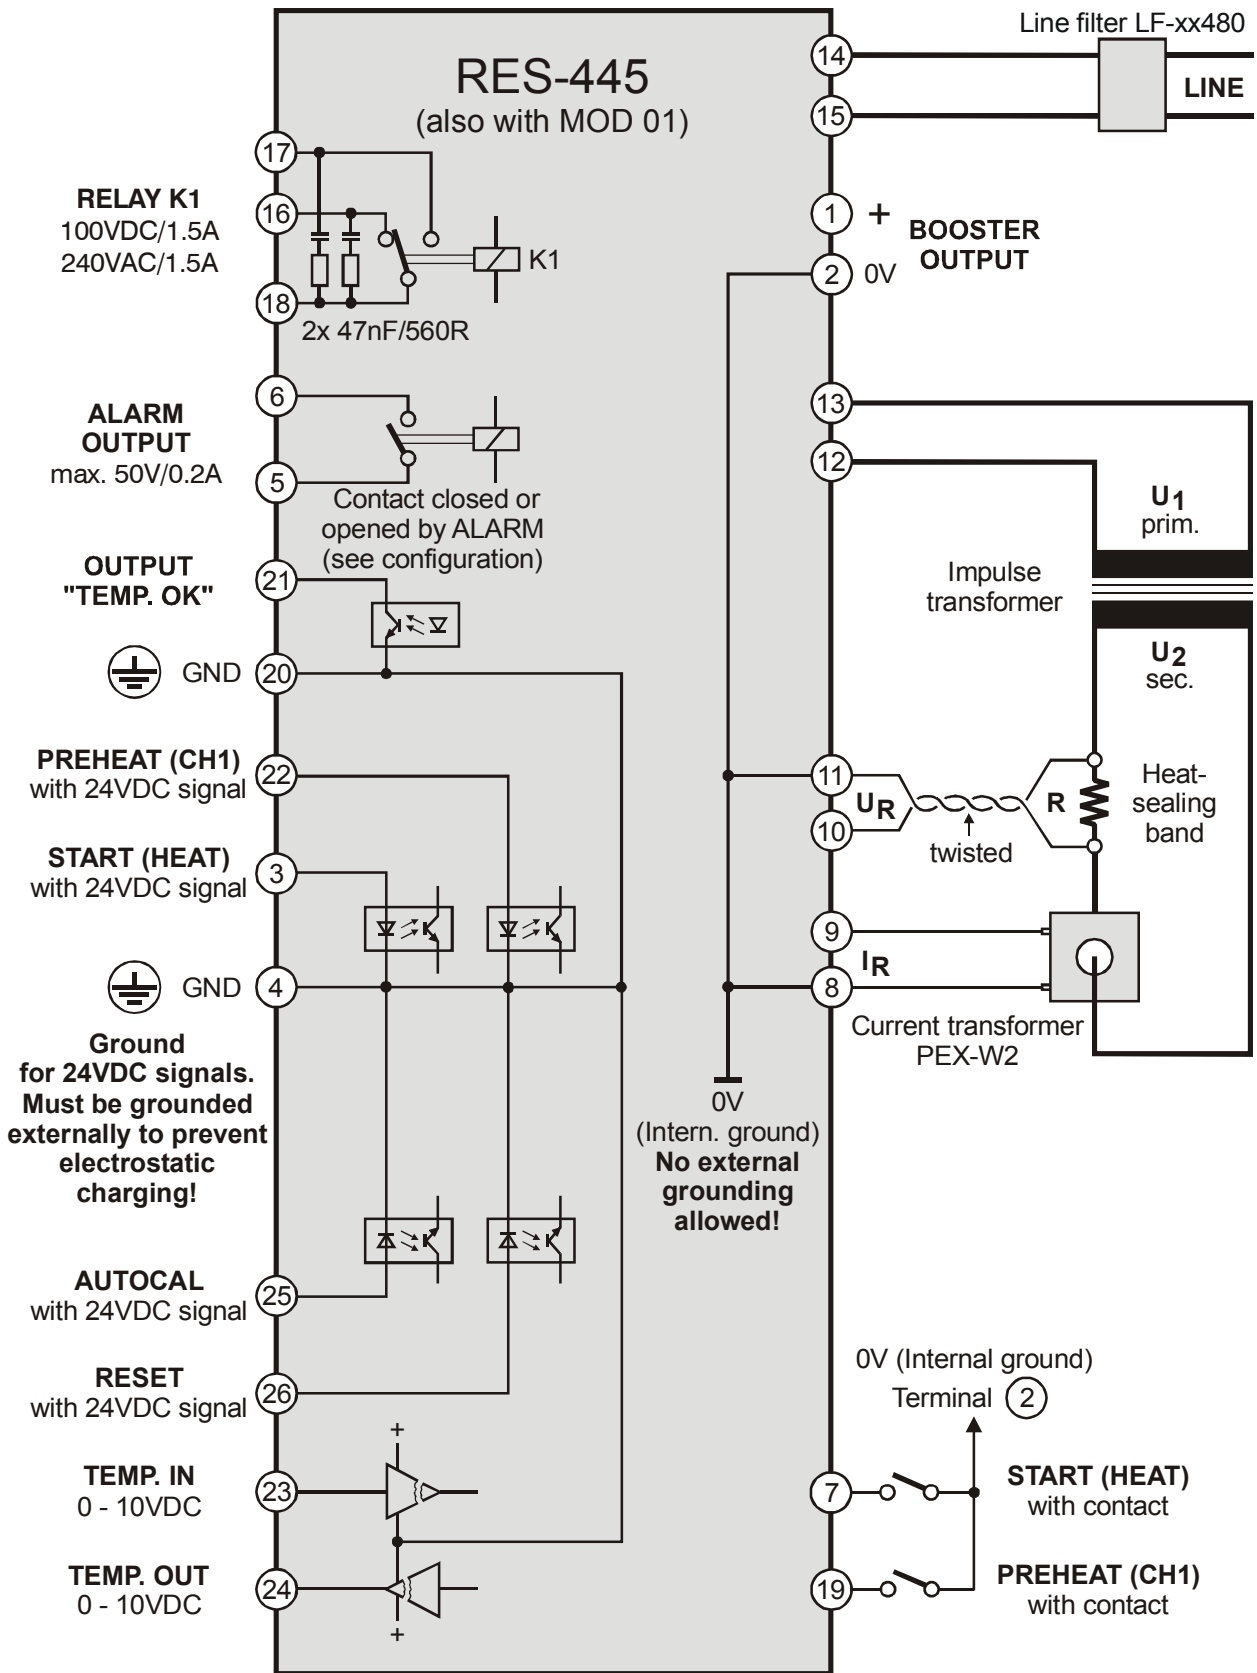 Line filter LF-xx480
RES-445
(also with MOD 01)
14
LINE
15
17
RELAY K1
100VDC/1.5A
240VAC/1.5A
16
K1
18
2x 47nF/560R
1
+
BOOSTER
OUTPUT
2
0V
6
ALARM
OUTPUT
max. 50V/0.2A
5
Contact closed or
opened by ALARM
(see configuration)
13
12
U1
prim.
Impulse
transformer
U2
sec.
OUTPUT
"TEMP. OK"
21
GND
20
PREHEAT (CH1)
with 24VDC signal
22
START (HEAT)
with 24VDC signal
3
GND
4
Ground
for 24VDC signals.
Must be grounded
externally to prevent
electrostatic
charging!
11
UR
10
twisted
R
Heat-
sealing
band
9
IR
8
Current transformer
PEX-W2
0V
(Intern. ground)
No external
grounding
allowed!
AUTOCAL
with 24VDC signal
25
RESET
with 24VDC signal
26
+
TEMP. IN
0 - 10VDC
23
TEMP. OUT
0 - 10VDC
24
+
0V (Internal ground)
Terminal 2
7
START (HEAT)
with contact
19
PREHEAT (CH1)
with contact